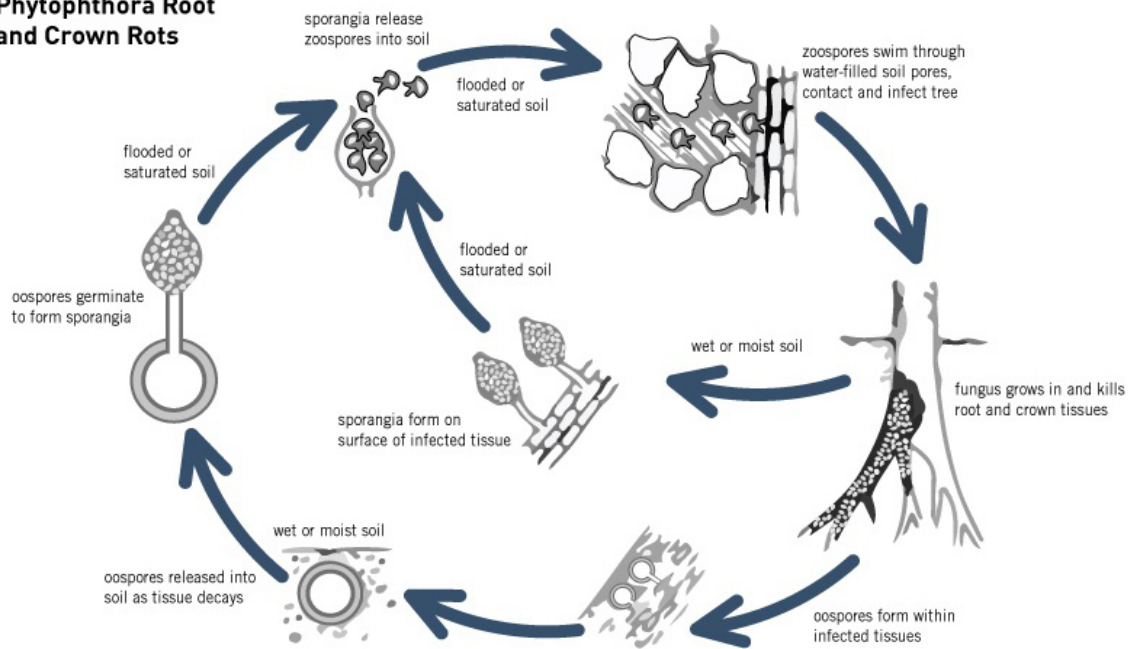 Phytophthora Root
and Crown Rots
sporangia release
zoospores into soil
flooded or
saturated soil
zoospores swim through
water-filled soil pores,
contact and infect tree
flooded or
saturated soil
flooded or
saturated soil
oospores germinate
to form sporangia
wet or moist soil
fungus grows in and kills
root and crown tissues
sporangia form on
surface of infected tissue
wet or moist soil
oospores released into
soil as tissue decays
oospores form within
infected tissues